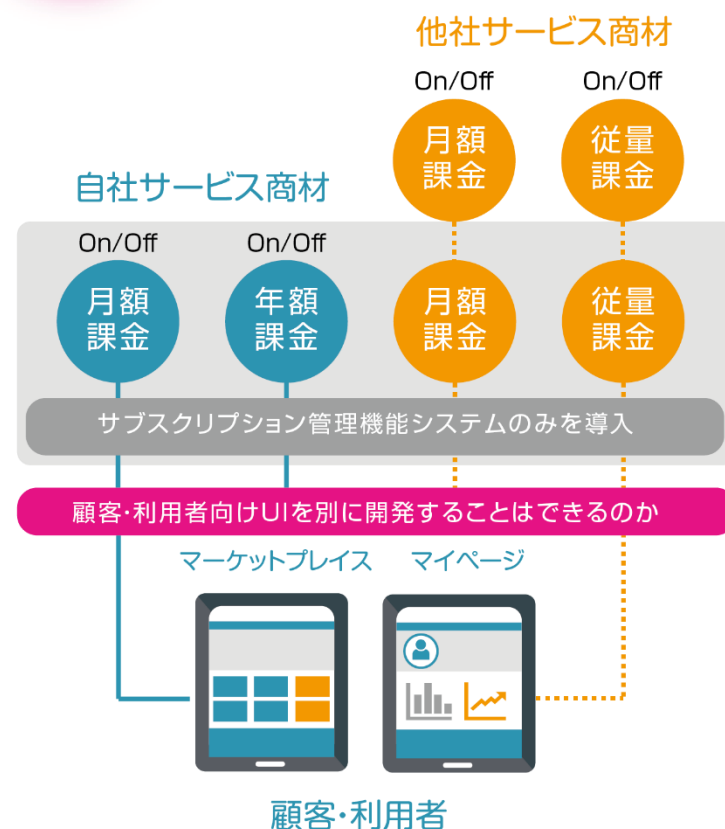 他社サービス商材
On/Off
On/Off
月額
課金
従量
課金
自社サービス商材
On/Off
On/Off
月額
課金
年額
課金
月額
課金
従量
課金
サブスクリプション管理機能システムのみを導入
顧客・利用者向けUIを別に開発することはできるのか
マーケットプレイス
マイページ
顧客・利用者